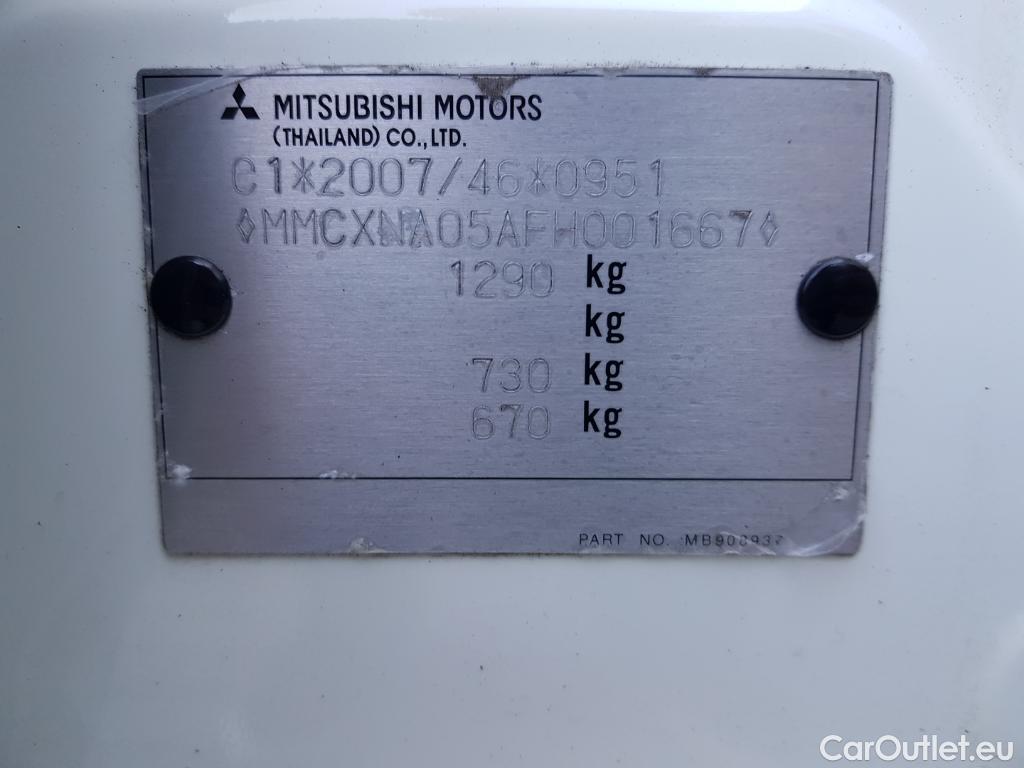 MITSUBISHI MOTORS
(THAILAND) CO., LTD.
C1*2007/46*0951
◊MMCXNA05AFH001667◊
1290 kg
kg
730 kg
670 kg
PART NO.
CarOutlet.eu